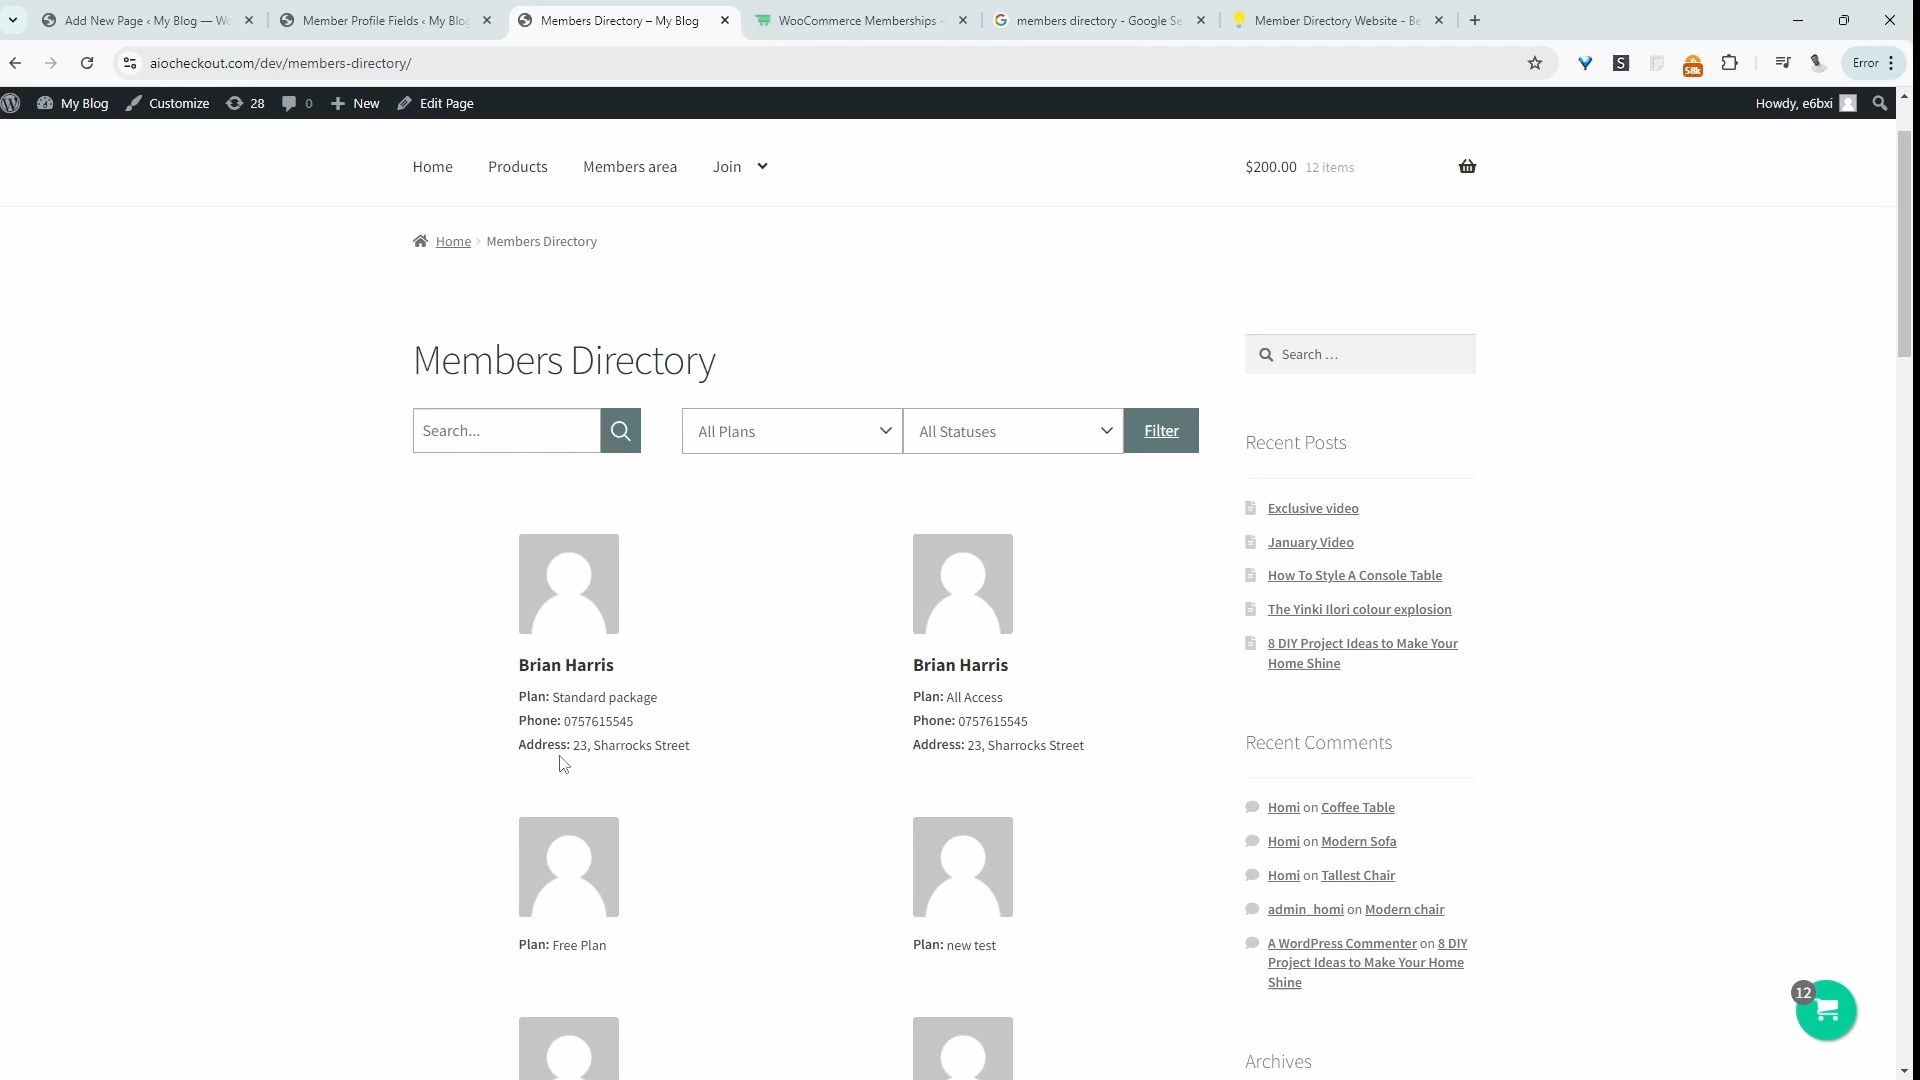 Add New Page ‹ My Blog — Wo
Member Profile Fields ‹ My Blog
Members Directory – My Blog
WooCommerce Memberships -
members directory - Google Se
Member Directory Website - Be
aiocheckout.com/dev/members-directory/
S
58k
Error
My Blog
Customize
28
0
New
Edit Page
Howdy, e6bxi
Home
Products
Members area
Join
$200.00 12 items
Home
Members Directory
Members Directory
Search …
Search...
All Plans
All Statuses
Filter
Recent Posts
Exclusive video
January Video
How To Style A Console Table
The Yinki Ilori colour explosion
8 DIY Project Ideas to Make Your
Home Shine
Brian Harris
Plan: Standard package
Phone: 0757615545
Address: 23, Sharrocks Street
Brian Harris
Plan: All Access
Phone: 0757615545
Address: 23, Sharrocks Street
Recent Comments
Homi on Coffee Table
Homi on Modern Sofa
Homi on Tallest Chair
admin_homi on Modern chair
A WordPress Commenter on 8 DIY
Project Ideas to Make Your Home
Shine
Plan: Free Plan
Plan: new test
12
Archives